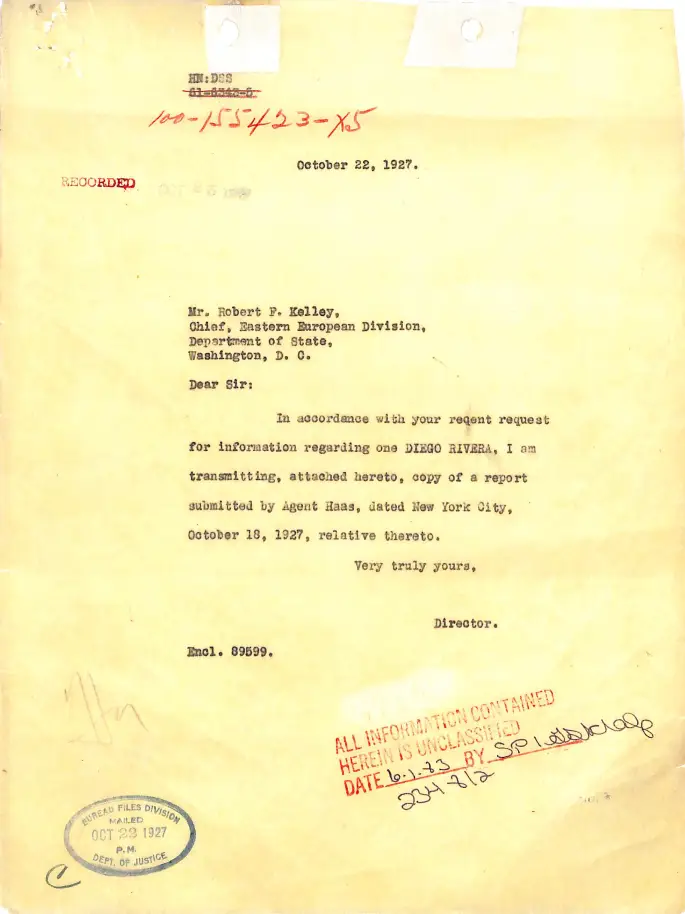 HN:DSS
61-6343-5
100-155423-X5
October 22, 1927.
RECORDED
Mr. Robert F. Kelley,
Chief, Eastern European Division,
Department of State,
Washington, D. C.
Dear Sir:
In accordance with your recent request
for information regarding one DIEGO RIVERA, I am
transmitting, attached hereto, copy of a report
submitted by Agent Haas, dated New York City,
October 18, 1927, relative thereto.
Very truly yours,
Director.
Encl. 89599.
ALL INFORMATION CONTAINED
HEREIN IS UNCLASSIFIED
DATE 6.1.83 BY
234812
BUREAU FILES DIVISION
MAILED
OCT 22 1927
P.M.
DEPT. OF JUSTICE